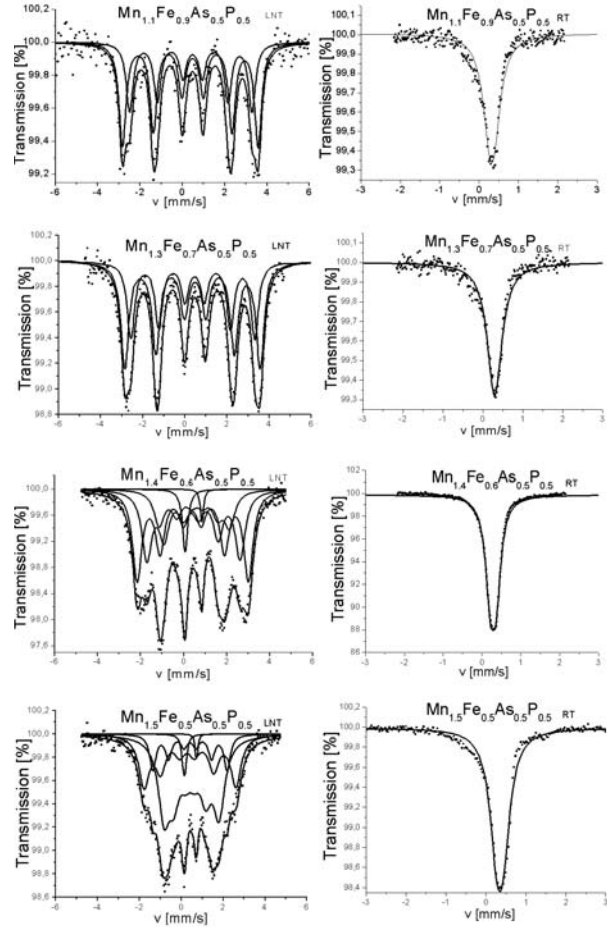 Mn1.1Fe0.9As0.5P0.5 LNT
Transmission [%]
100,0
99,8
99,6
99,4
99,2
-6 -4 -2 0 2 4 6
v [mm/s]
Mn1.1Fe0.9As0.5P0.5 RT
Transmission [%]
100,1
100,0
99,9
99,8
99,7
99,6
99,5
99,4
99,3
-3 -2 -1 0 1 2 3
v [mm/s]
Mn1.3Fe0.7As0.5P0.5 LNT
Transmission [%]
100,2
100,0
99,8
99,6
99,4
99,2
99,0
98,8
-6 -4 -2 0 2 4 6
v [mm/s]
Mn1.3Fe0.7As0.5P0.5 RT
Transmission [%]
100,1
100,0
99,9
99,8
99,7
99,6
99,5
99,4
99,3
-3 -2 -1 0 1 2 3
v [mm/s]
Mn1.4Fe0.6As0.5P0.5 LNT
Transmission [%]
100,0
99,6
99,2
98,8
98,4
98,0
97,6
-6 -4 -2 0 2 4 6
v [mm/s]
Mn1.4Fe0.6As0.5P0.5 RT
Transmission [%]
102
100
98
94
92
90
88
86
-3 -2 -1 0 1 2 3
v [mm/s]
Mn1.5Fe0.5As0.5P0.5 LNT
Transmission [%]
100,2
100,0
99,8
99,6
99,4
99,2
99,0
98,8
98,6
-6 -4 -2 0 2 4 6
v [mm/s]
Mn1.5Fe0.5As0.5P0.5 RT
Transmission [%]
100,2
100,0
99,8
99,6
99,4
99,2
99,0
98,8
98,6
98,4
-3 -2 -1 0 1 2 3
v [mm/s]